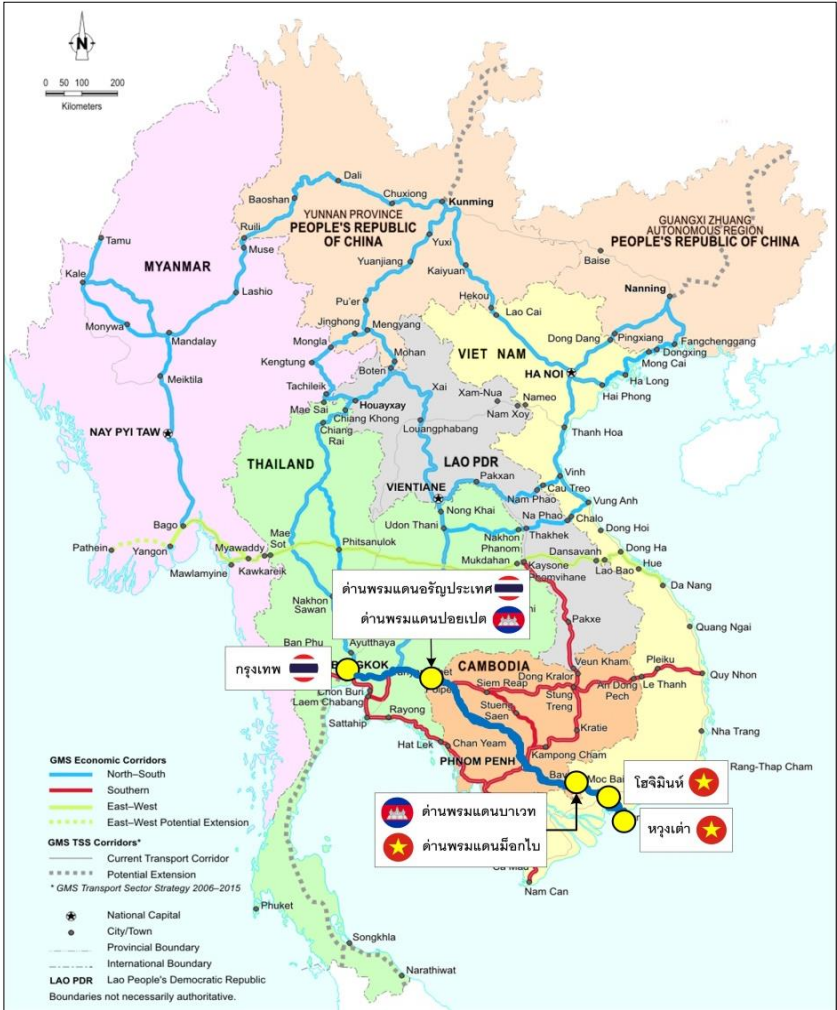 N
0 50 100 200
Kilometers
Dali
Baoshan
Chuxiong
Kunming
YUNNAN PROVINCE
PEOPLE'S REPUBLIC
OF CHINA
GUANGXI ZHUANG
AUTONOMOUS REGION
PEOPLE'S REPUBLIC OF CHINA
Ruili
Muse
Yuxi
Tamu
MYANMAR
Yuanjiang
Kaiyuan
Baise
Kale
Lashio
Pu'er
Hekou
Nanning
Monywa
Mandalay
Jinghong
Mengyang
Lao Cai
Dong Dang
Pingxiang
Fangchenggang
Mongla
VIET NAM
Dongxing
Mong Cai
Meiktila
Kengtung
Mohan
Boten
HA NOI
Ha Long
Hai Phong
Tachileik
Xai
Xam-Nua
Nameo
Nam Xoy
Mae Sai
Houayxay
Chiang Khong
Chiang
Rai
Louangphabang
Thanh Hoa
NAY PYI TAW
THAILAND
LAO PDR
Pakxan
VIENTIANE
Vinh
Cau Treo
Nam Phao
Nong Khai
Vung Anh
Na Phao
Chalo
Bago
Udon Thani
Nakhon
Phanom
Thakhek
Dong Hoi
Pathein
Yangon
Myawaddy
Mae
Sot
Phitsanulok
Mukdahan
Dansavanh
Dong Ha
Mawlamyine
Kawkareik
Kaysone
Lao Bao
Hue
Da Nang
ด่านพรมแดนอรัญประเทศ
ด่านพรมแดนปอยเปต
Nakhon
Sawan
Pakxe
Quang Ngai
Ban Phu
Ayutthaya
กรุงเทพ
CAMBODIA
Veun Kham
Pleiku
Dong Kralor
Siem Reap
Stung
Treng
Le Thanh
Pech
Quy Nhon
Chon Buri
Laem Chabang
Stueng
Saen
Rayong
Sattahip
Kratie
Nha Trang
Hat Lek
Chan Yeam
Kampong Cham
PHNOM PENH
Moc Bai
Rang-Thap Cham
โฮจิมินห์
หวุงเต่า
ด่านพรมแดนบาเวท
ด่านพรมแดนม็อกไบ
Nam Can
Phuket
Songkhla
Narathiwat
GMS Economic Corridors
North–South
Southern
East–West
East–West Potential Extension
GMS TSS Corridors*
Current Transport Corridor
Potential Extension
* GMS Transport Sector Strategy 2006–2015
National Capital
City/Town
Provincial Boundary
International Boundary
LAO PDR Lao People's Democratic Republic
Boundaries not necessarily authoritative.